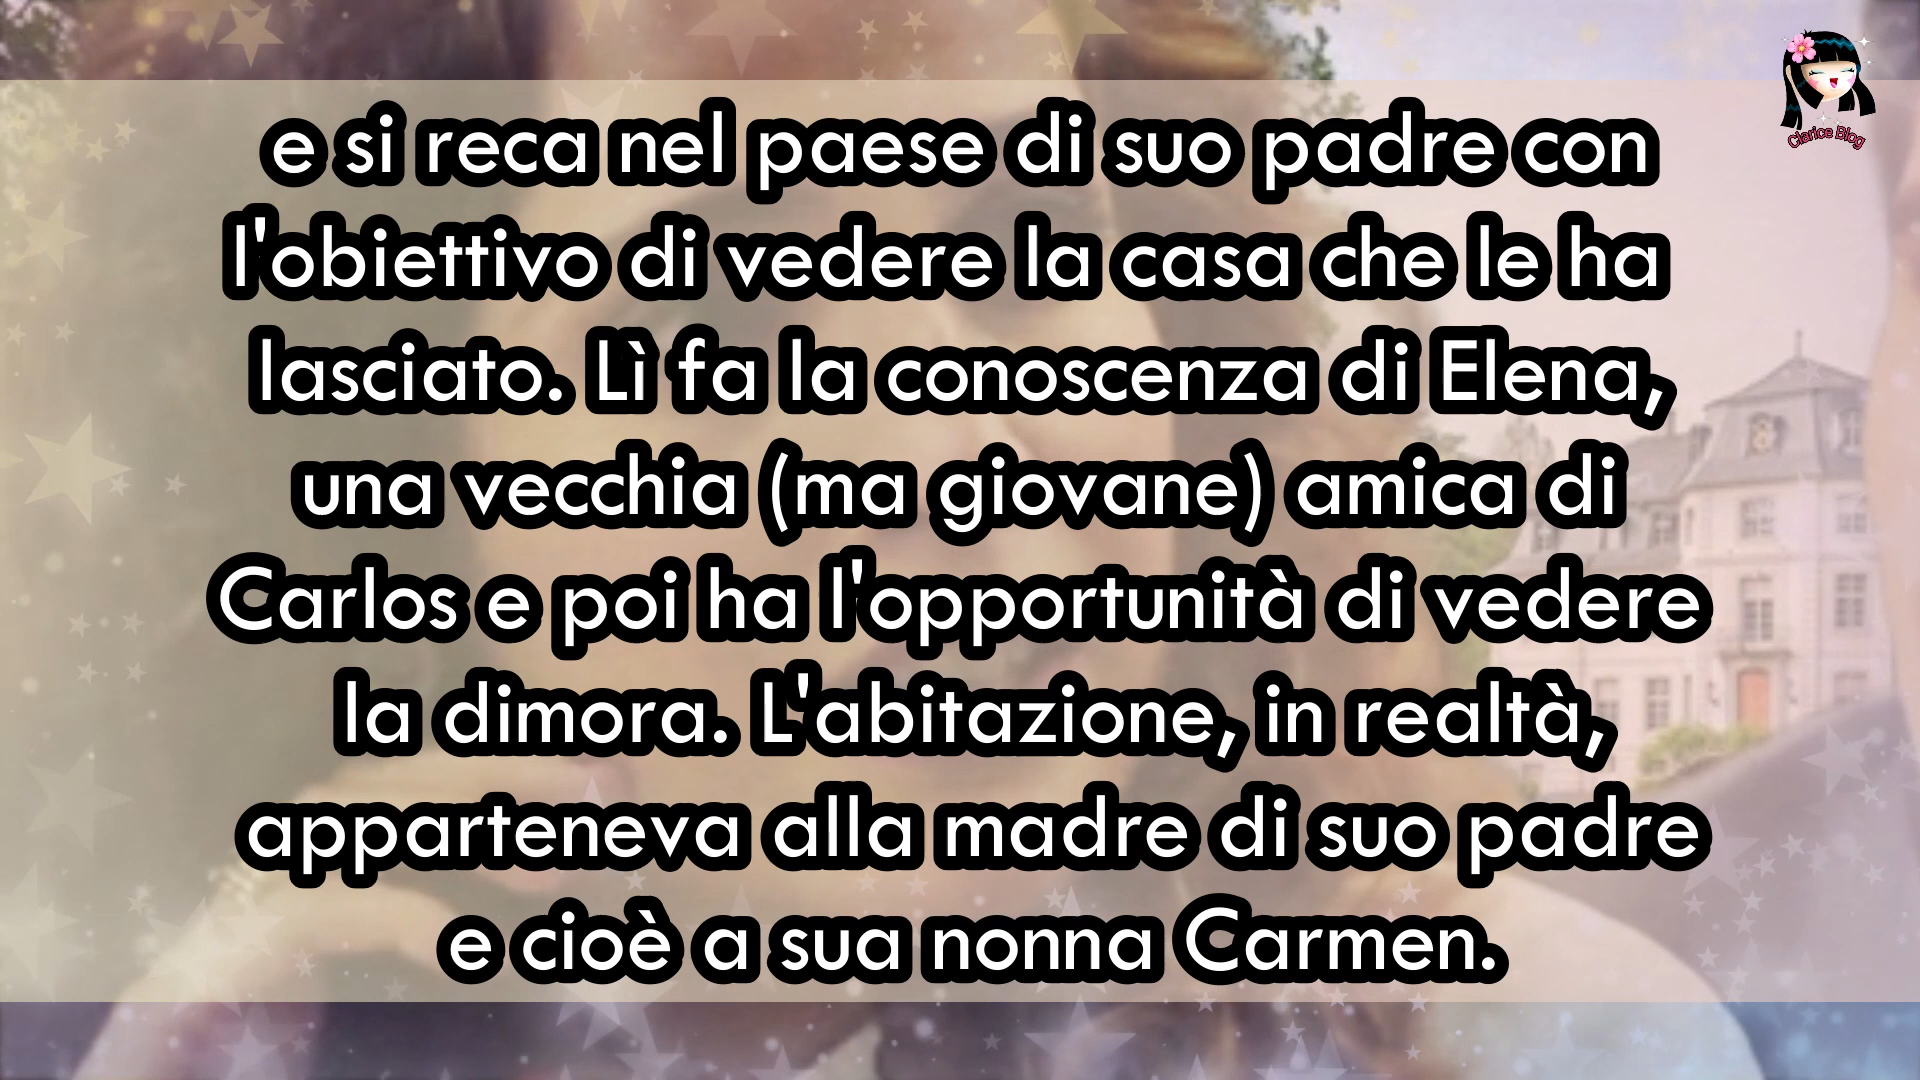 Clarice Blog
e si reca nel paese di suo padre con
l'obiettivo di vedere la casa che le ha
lasciato. Lì fa la conoscenza di Elena,
una vecchia (ma giovane) amica di
Carlos e poi ha l'opportunità di vedere
la dimora. L'abitazione, in realtà,
apparteneva alla madre di suo padre
e cioè a sua nonna Carmen.